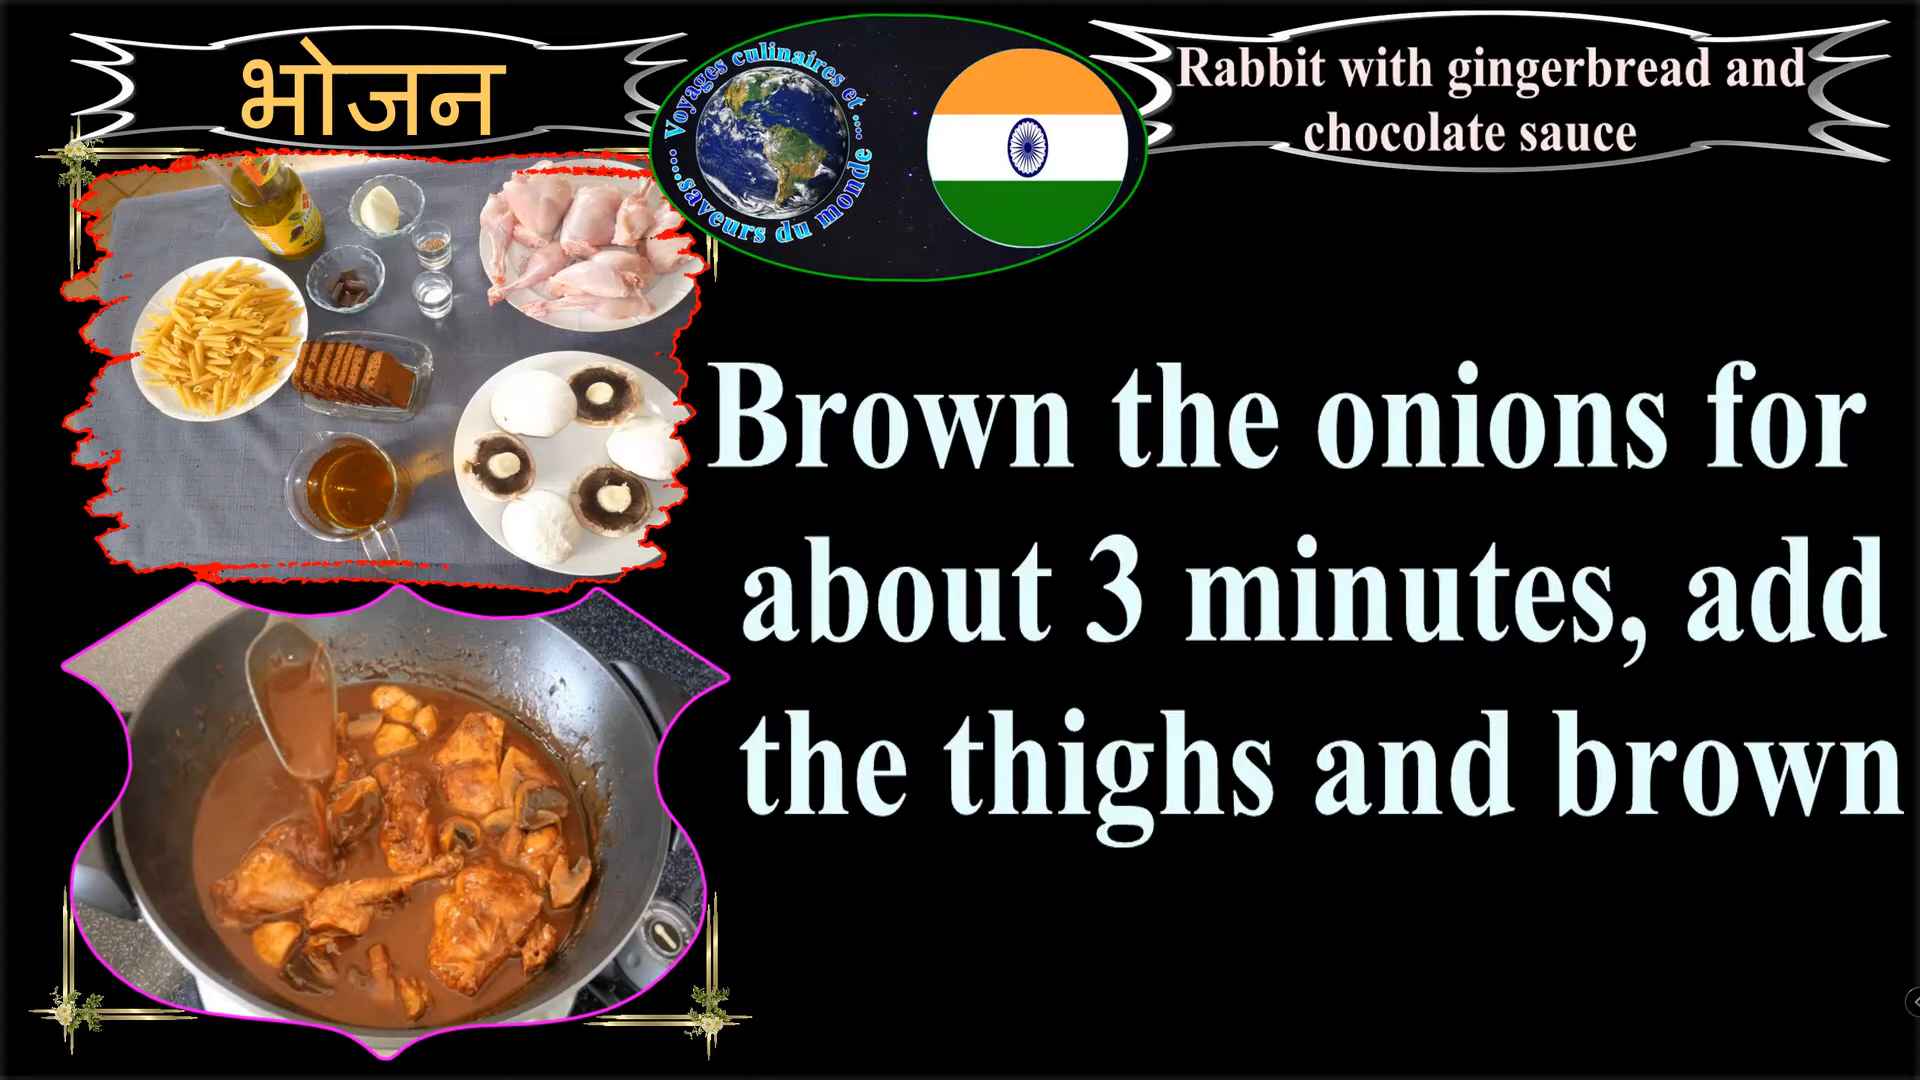 भोजन
Voyages culinaires et ....
....saveurs du monde
Rabbit with gingerbread and
chocolate sauce
Brown the onions for
about 3 minutes, add
the thighs and brown